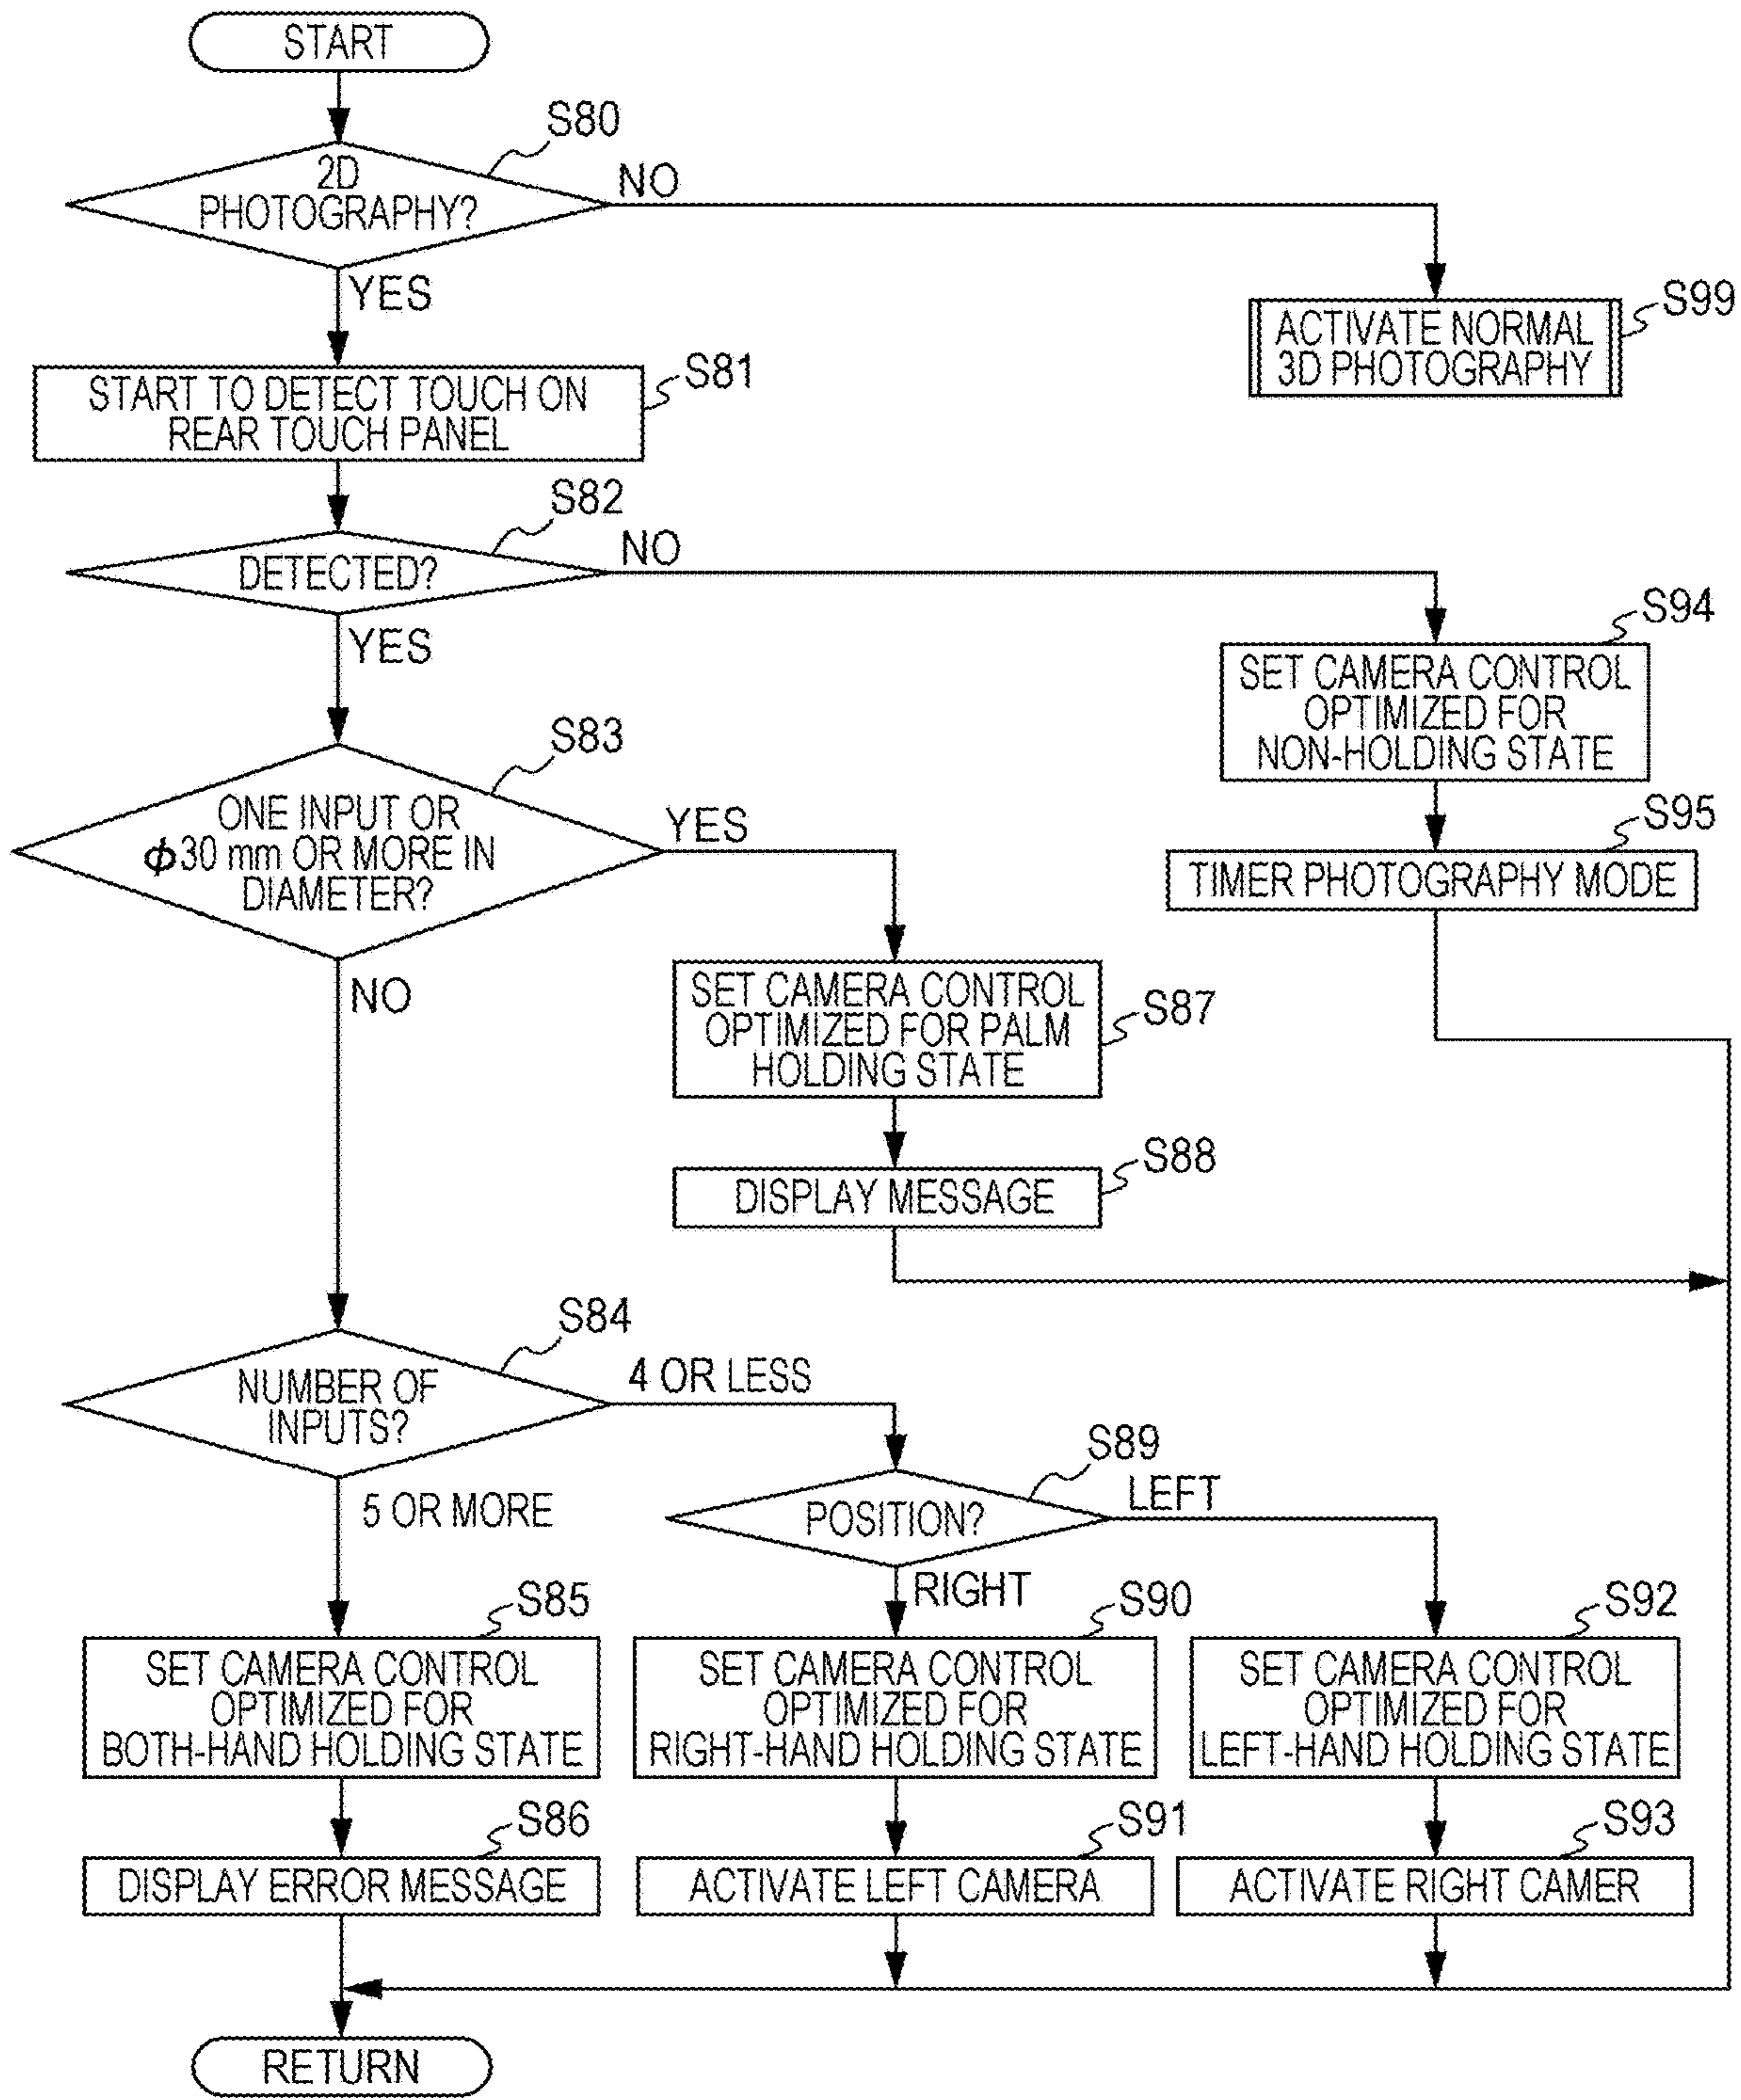 START
S80
2D
PHOTOGRAPHY?
NO
YES
S99
ACTIVATE NORMAL
3D PHOTOGRAPHY
S81
START TO DETECT TOUCH ON
REAR TOUCH PANEL
S82
DETECTED?
NO
YES
S94
SET CAMERA CONTROL
OPTIMIZED FOR
NON-HOLDING STATE
S83
ONE INPUT OR
ϕ30 mm OR MORE IN
DIAMETER?
YES
NO
S95
TIMER PHOTOGRAPHY MODE
S87
SET CAMERA CONTROL
OPTIMIZED FOR PALM
HOLDING STATE
S88
DISPLAY MESSAGE
S84
NUMBER OF
INPUTS?
4 OR LESS
5 OR MORE
S89
POSITION?
LEFT
RIGHT
S85
SET CAMERA CONTROL
OPTIMIZED FOR
BOTH-HAND HOLDING STATE
S90
SET CAMERA CONTROL
OPTIMIZED FOR
RIGHT-HAND HOLDING STATE
S92
SET CAMERA CONTROL
OPTIMIZED FOR
LEFT-HAND HOLDING STATE
S86
DISPLAY ERROR MESSAGE
S91
ACTIVATE LEFT CAMERA
S93
ACTIVATE RIGHT CAMER
RETURN